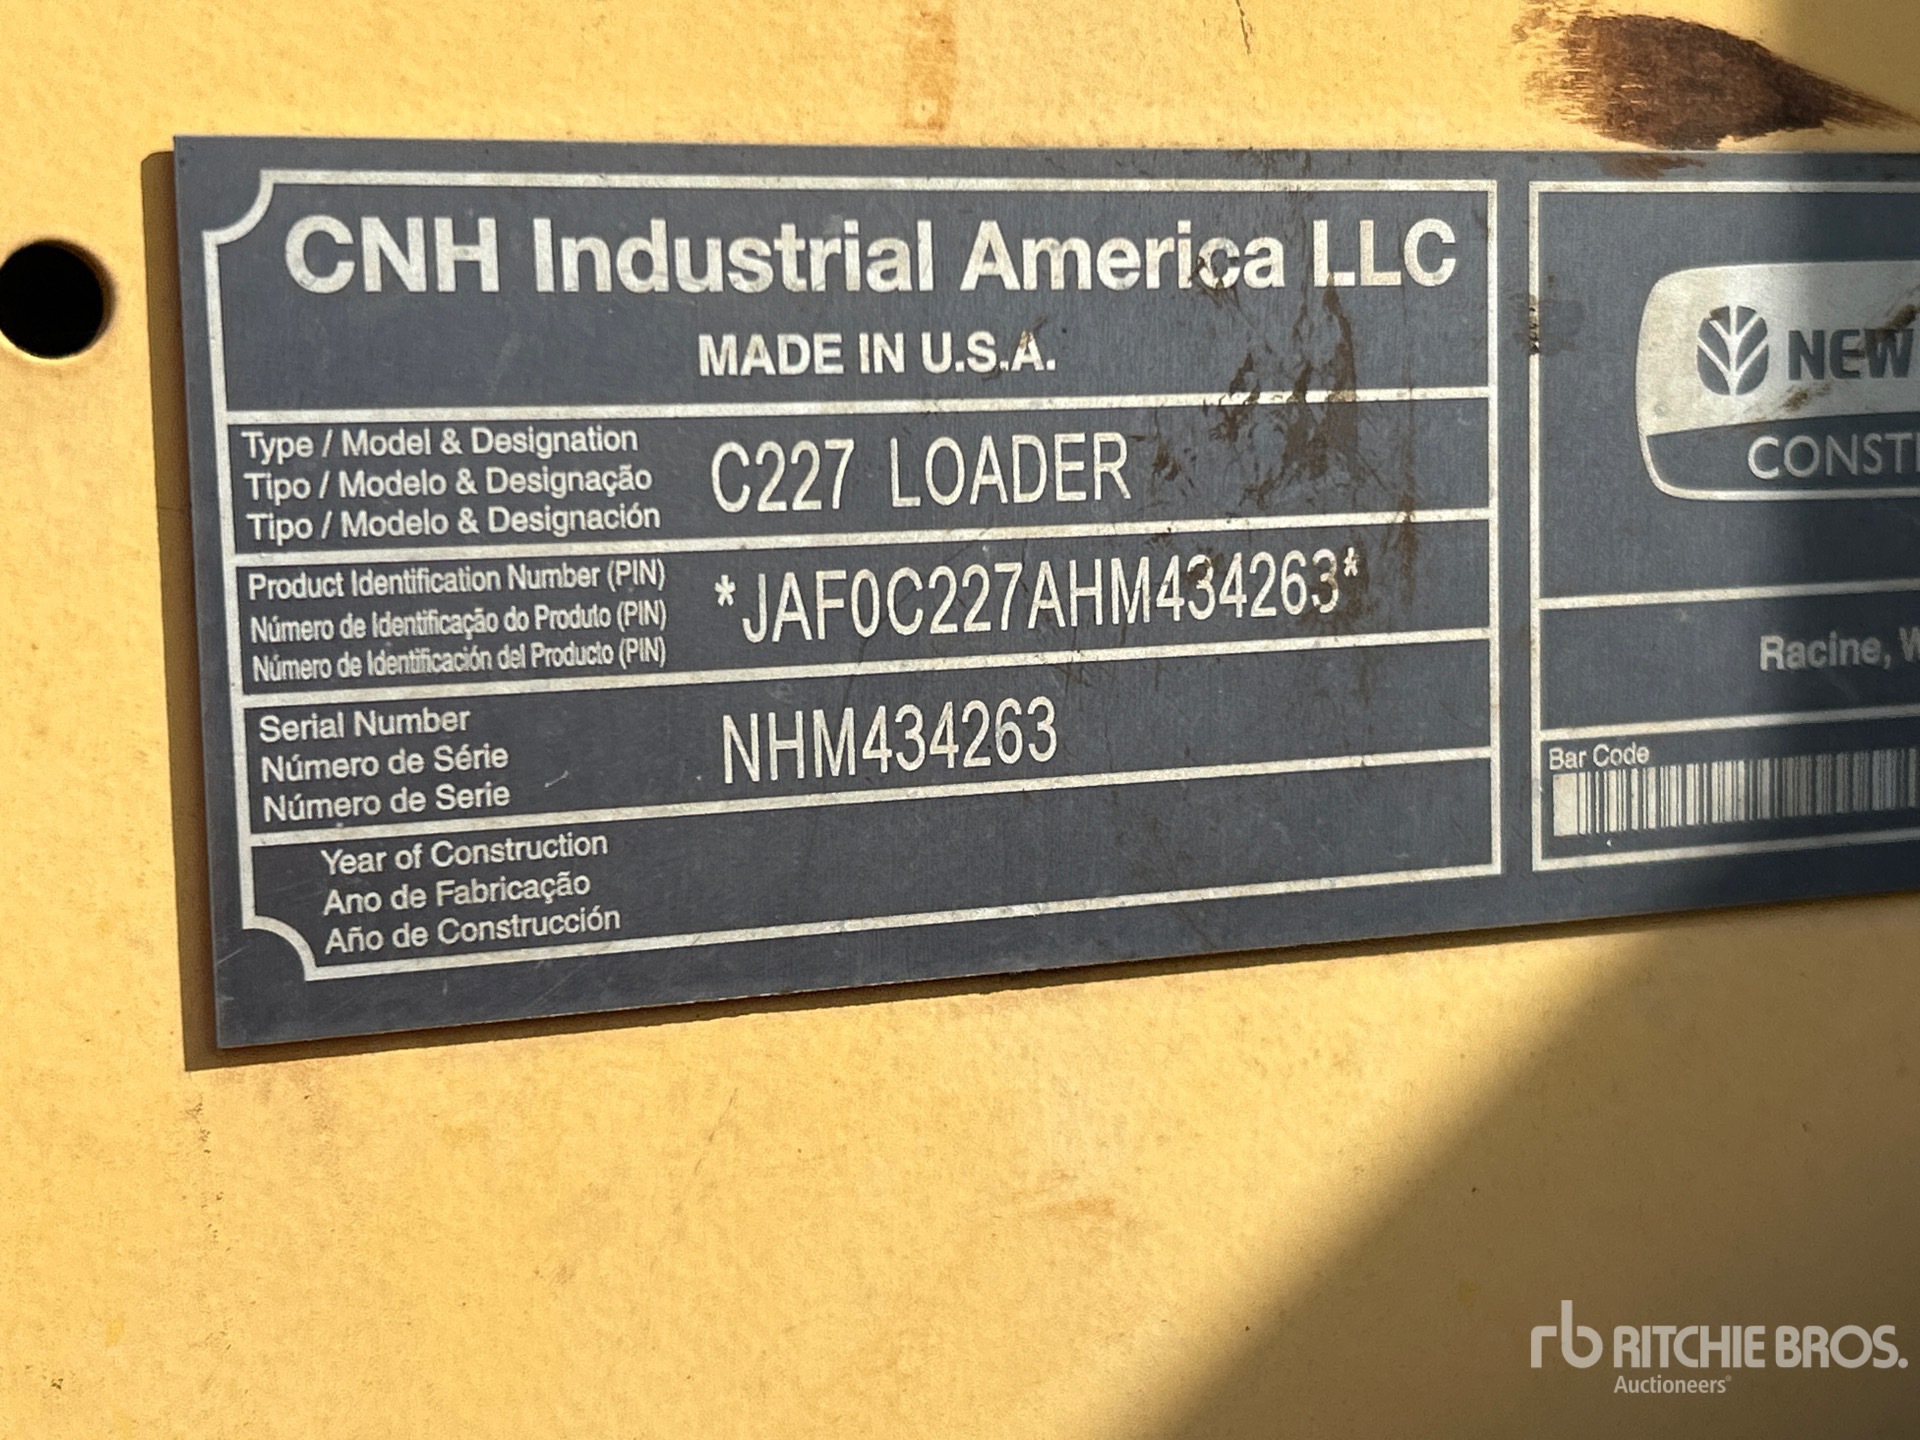 CNH Industrial America LLC
MADE IN U.S.A.
Type / Model & Designation
Tipo / Modelo & Designação
Tipo / Modelo & Designación
C227 LOADER
Product Identification Number (PIN)
Número de Identificação do Produto (PIN)
Número de Identificación del Producto (PIN)
*JAF0C227AHM434263*
Serial Number
Número de Série
Número de Serie
NHM434263
Year of Construction
Ano de Fabricação
Año de Construcción
NEW
CONST
Racine, W
Bar Code
rb RITCHIE BROS.
Auctioneers